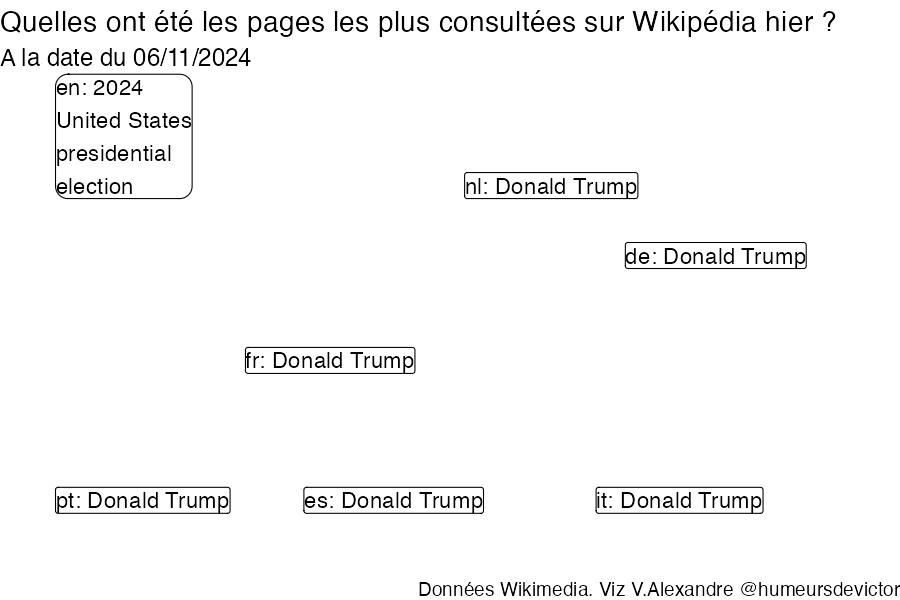 Quelles ont été les pages les plus consultées sur Wikipédia hier ?
A la date du 06/11/2024
en: 2024
United States
presidential
election
nl: Donald Trump
de: Donald Trump
fr: Donald Trump
pt: Donald Trump
es: Donald Trump
it: Donald Trump
Données Wikimedia. Viz V.Alexandre @humeursdevictor